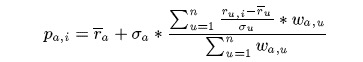 $p_{a,i} = \overline{r}_a + \sigma_a * \frac{\sum_{u=1}^{n} \frac{r_{u,i} - \overline{r}_u}{\sigma_u} * w_{a,u}}{\sum_{u=1}^{n} w_{a,u}}$